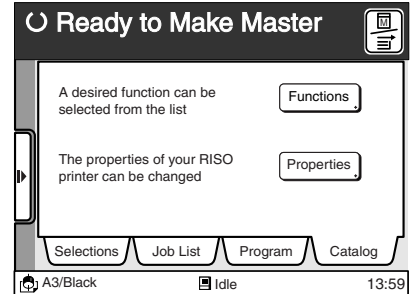 Ready to Make Master
A desired function can be
selected from the list
Functions
The properties of your RISO
printer can be changed
Properties
Selections
Job List
Program
Catalog
A3/Black
Idle
13:59